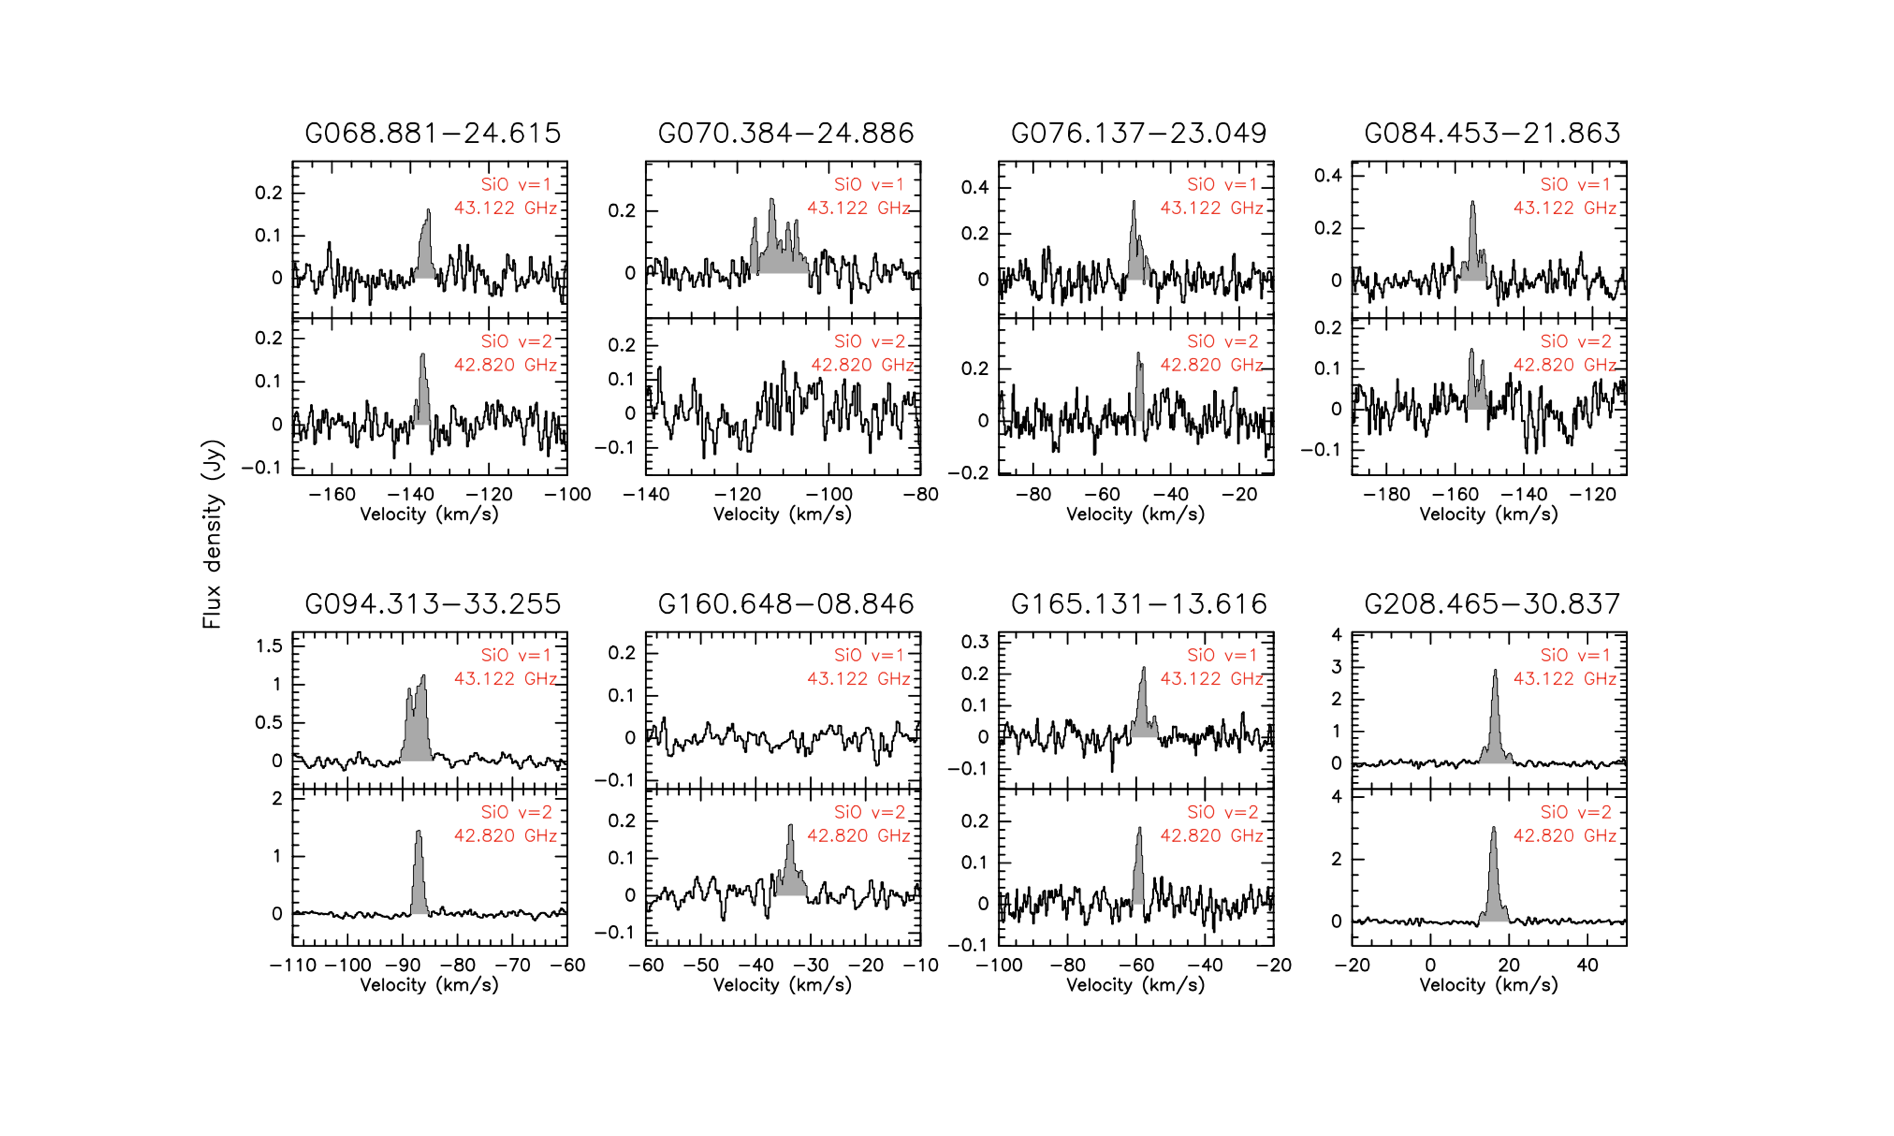 G068.881−24.615
G070.384−24.886
G076.137−23.049
G084.453−21.863
SiO v=1
43.122 GHz
0.2
0.1
0
SiO v=2
42.820 GHz
0.2
0.1
0
−0.1
−160 −140 −120 −100
Velocity (km/s)
SiO v=1
43.122 GHz
0.2
0
SiO v=2
42.820 GHz
0.2
0.1
0
−0.1
−140 −120 −100 −80
Velocity (km/s)
SiO v=1
43.122 GHz
0.4
0.2
0
SiO v=2
42.820 GHz
0.2
0
−0.2
−80 −60 −40 −20
Velocity (km/s)
SiO v=1
43.122 GHz
0.4
0.2
0
SiO v=2
42.820 GHz
0.2
0.1
0
−0.1
−180 −160 −140 −120
Velocity (km/s)
Flux density (Jy)
G094.313−33.255
G160.648−08.846
G165.131−13.616
G208.465−30.837
SiO v=1
43.122 GHz
1.5
1
0.5
0
SiO v=2
42.820 GHz
2
1
0
−110 −100 −90 −80 −70 −60
Velocity (km/s)
SiO v=1
43.122 GHz
0.2
0.1
0
−0.1
SiO v=2
42.820 GHz
0.2
0.1
0
−0.1
−60 −50 −40 −30 −20 −10
Velocity (km/s)
SiO v=1
43.122 GHz
0.3
0.2
0.1
0
−0.1
SiO v=2
42.820 GHz
0.2
0.1
0
−0.1
−100 −80 −60 −40 −20
Velocity (km/s)
SiO v=1
43.122 GHz
4
3
2
1
0
SiO v=2
42.820 GHz
4
2
0
−20 0 20 40
Velocity (km/s)